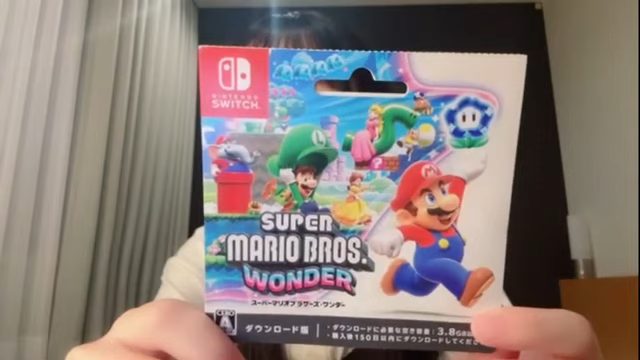 NINTENDO
SWITCH.
SUPER
MARIO BROS.
WONDER
スーパーマリオブラザーズ・ワンダー
CERO
A
ダウンロード版
・ダウンロードに必要な空き容量：3.8GB
・購入後150日以内にダウンロードしてくだ